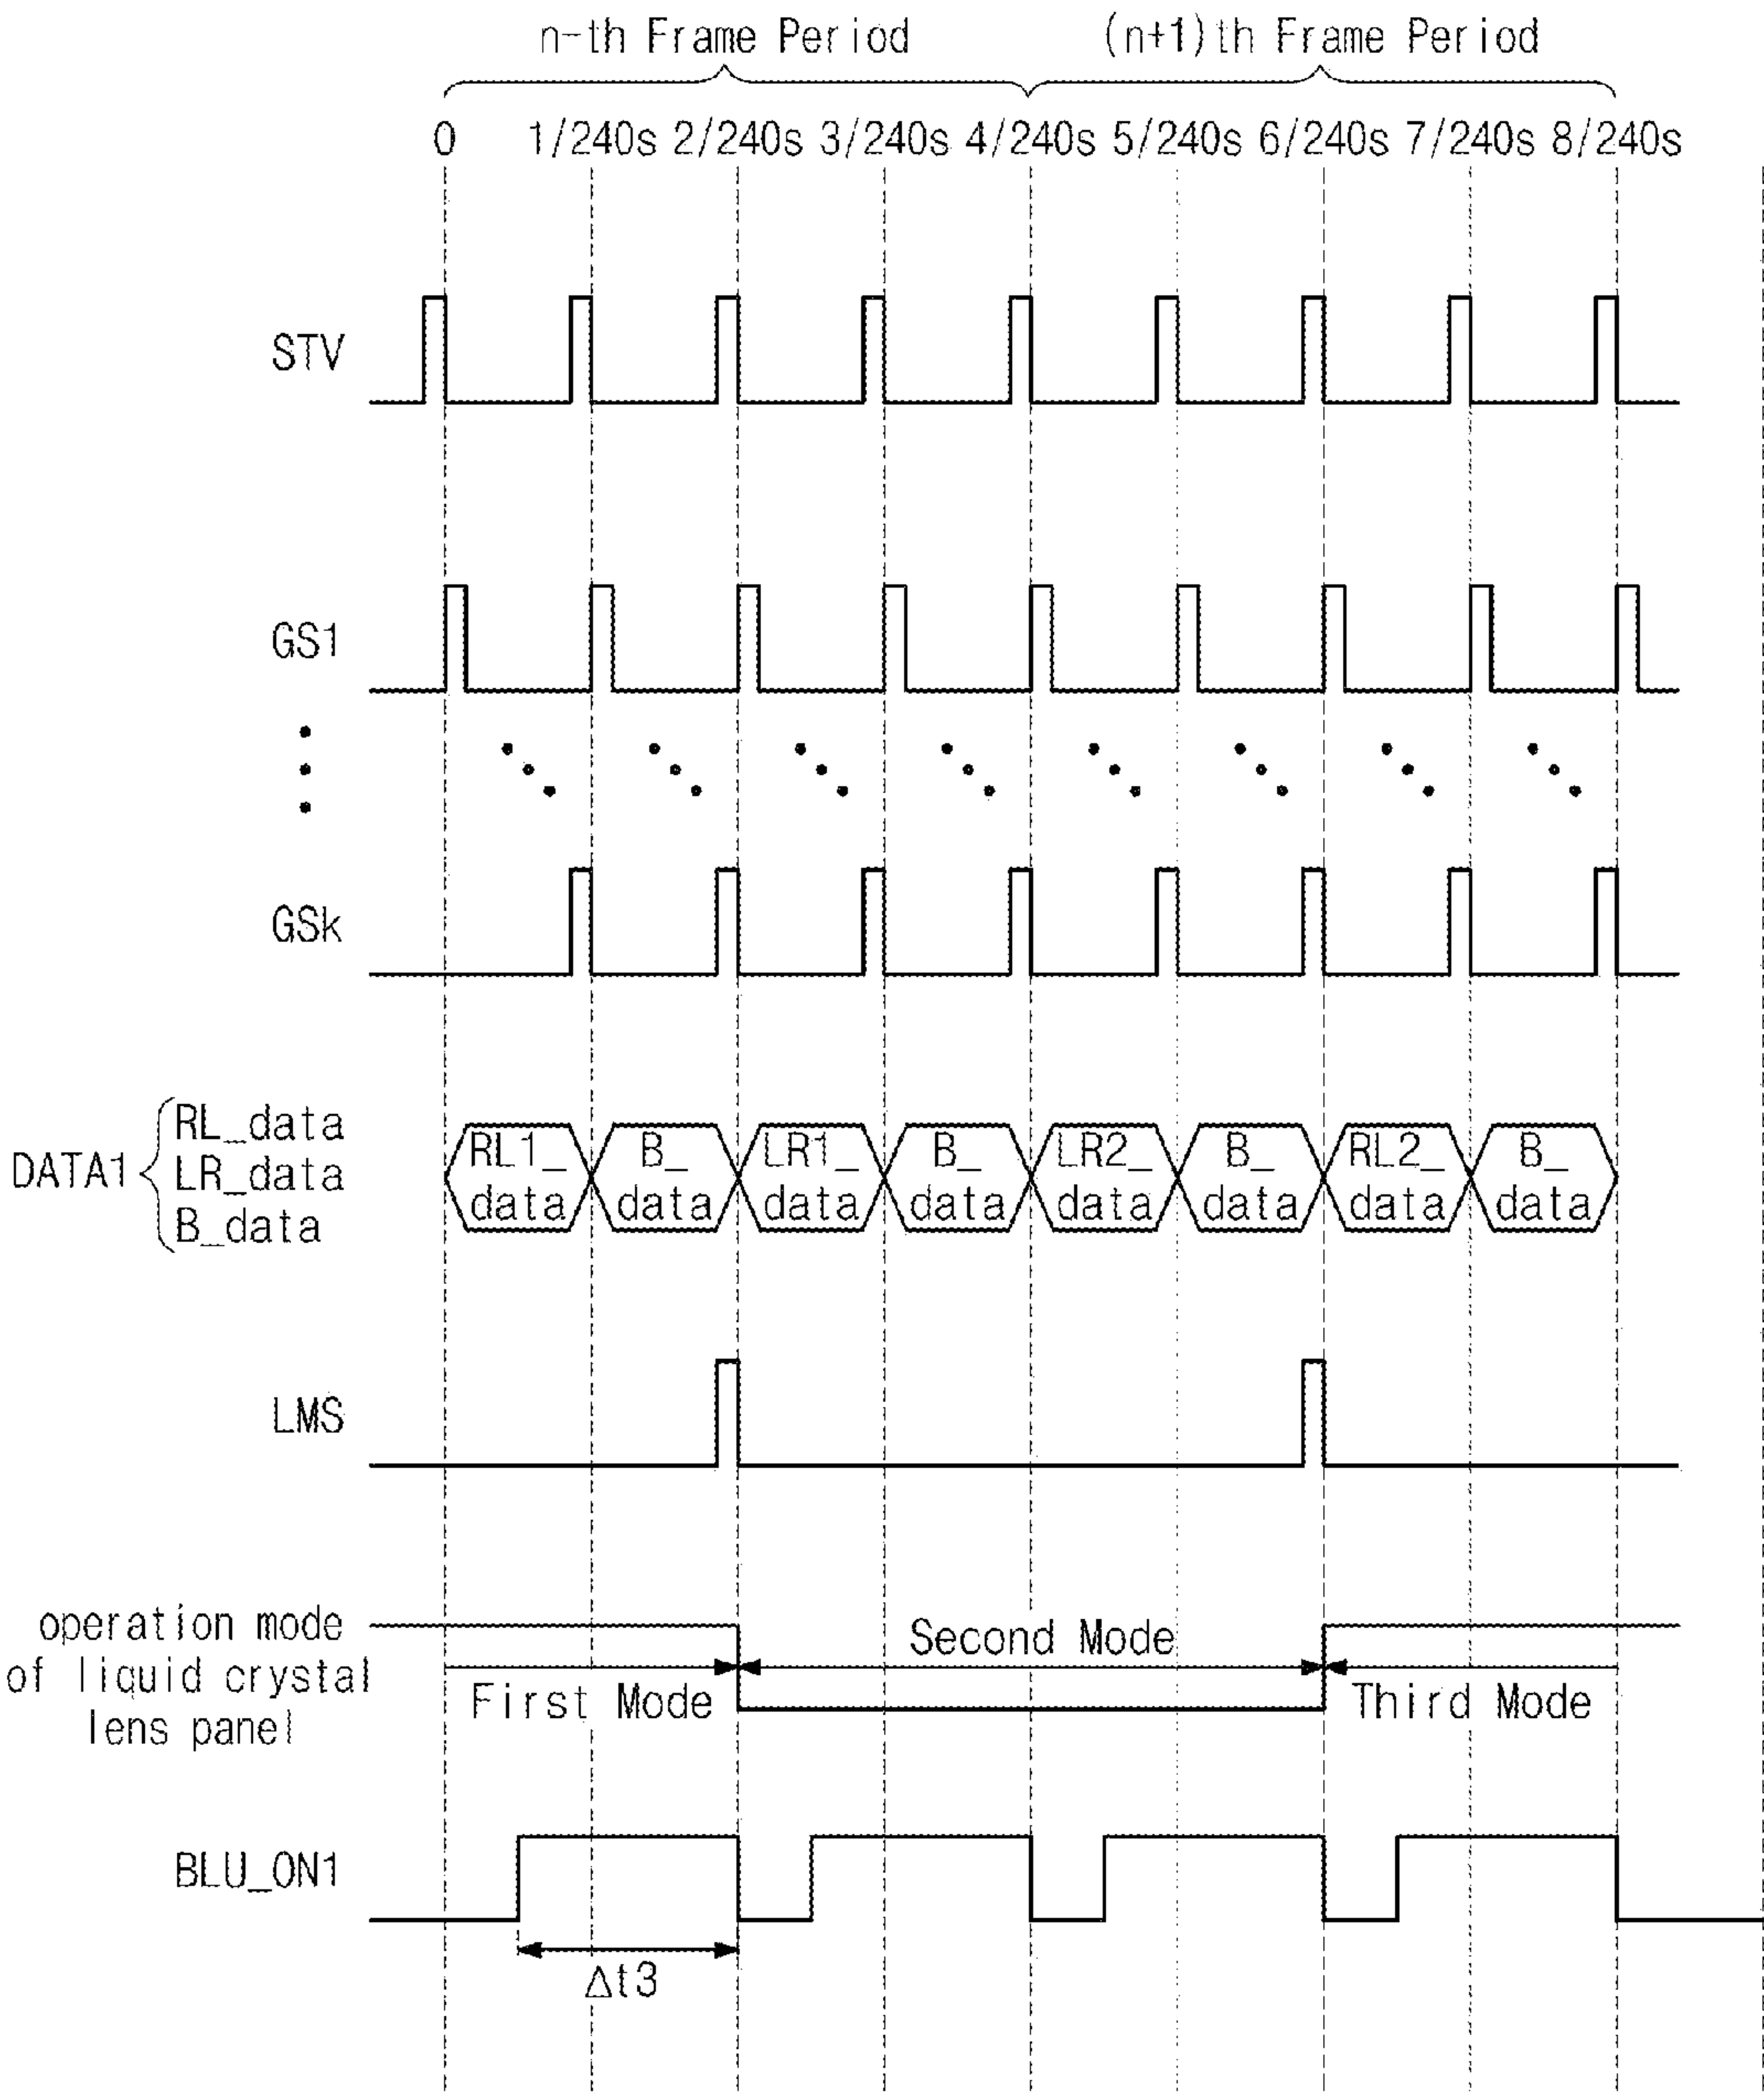 n-th Frame Period (n+1)th Frame Period
0 1/240s 2/240s 3/240s 4/240s 5/240s 6/240s 7/240s 8/240s
STV
GS1
GSk
DATA1
RL_data
LR_data
B_data
RL1_ B_ LR1_ B_ LR2_ B_ RL2_ B_
data data data data data data data data
LMS
operation mode
of liquid crystal
lens panel
Second Mode
First Mode Third Mode
BLU_ON1
Δt3